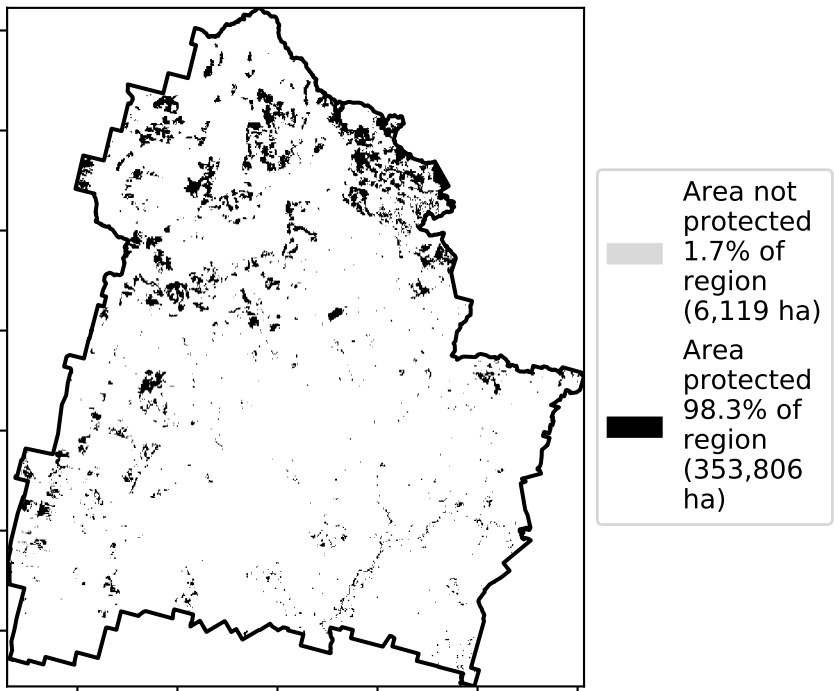 Area not
protected
1.7% of
region
(6,119 ha)
Area
protected
98.3% of
region
(353,806
ha)